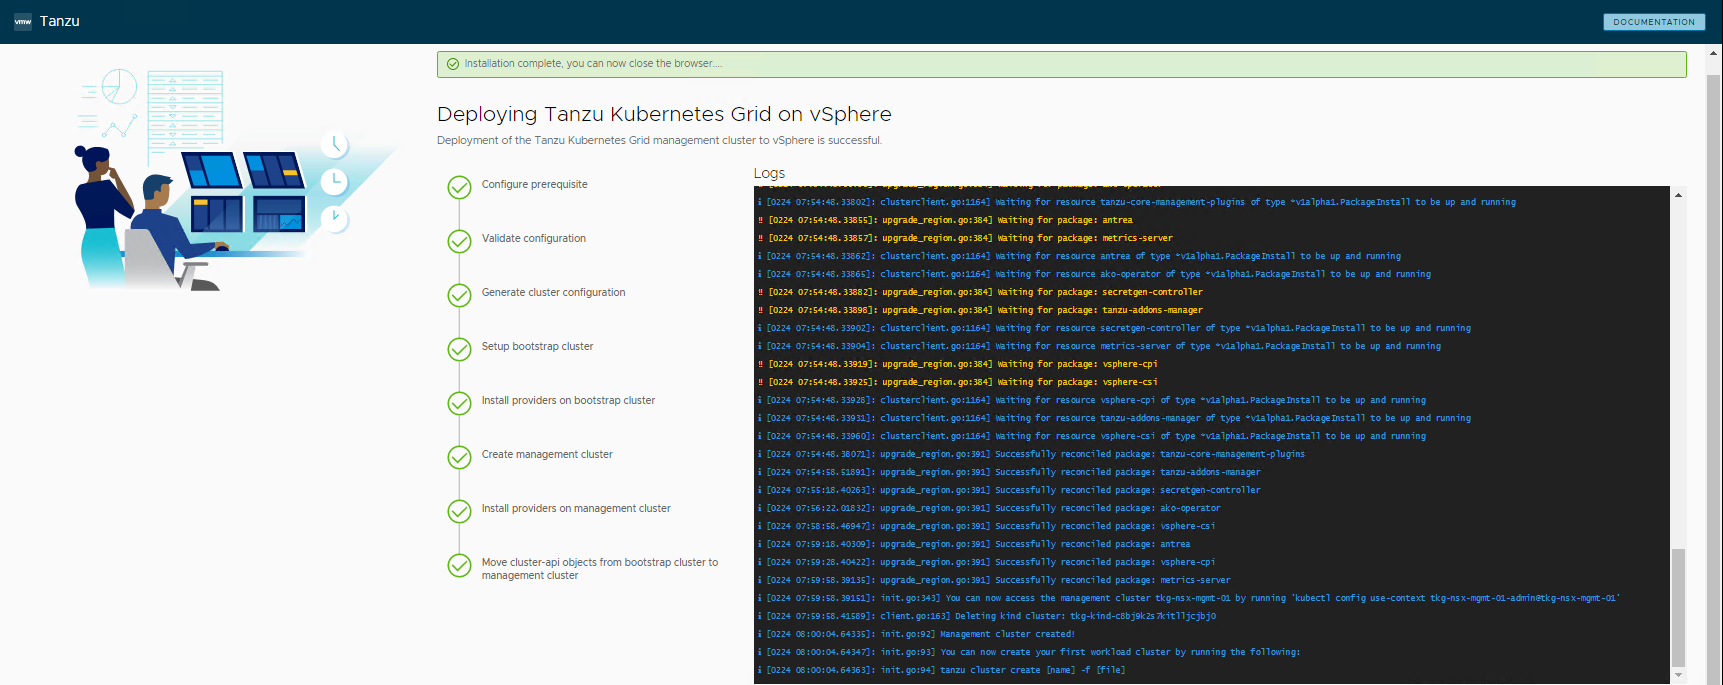 vmw Tanzu
DOCUMENTATION
Installation complete, you can now close the browser....
Deploying Tanzu Kubernetes Grid on vSphere
Deployment of the Tanzu Kubernetes Grid management cluster to vSphere is successful.
Configure prerequisite
Validate configuration
Generate cluster configuration
Setup bootstrap cluster
Install providers on bootstrap cluster
Create management cluster
Install providers on management cluster
Move cluster-api objects from bootstrap cluster to
management cluster
Logs
ℹ [0224 07:54:48.33802]: clusterclient.go:1164] Waiting for resource tanzu-core-management-plugins of type *v1alpha1.PackageInstall to be up and running
‼ [0224 07:54:48.33855]: upgrade_region.go:384] Waiting for package: antrea
‼ [0224 07:54:48.33857]: upgrade_region.go:384] Waiting for package: metrics-server
ℹ [0224 07:54:48.33862]: clusterclient.go:1164] Waiting for resource antrea of type *v1alpha1.PackageInstall to be up and running
ℹ [0224 07:54:48.33865]: clusterclient.go:1164] Waiting for resource ako-operator of type *v1alpha1.PackageInstall to be up and running
‼ [0224 07:54:48.33882]: upgrade_region.go:384] Waiting for package: secretgen-controller
‼ [0224 07:54:48.33898]: upgrade_region.go:384] Waiting for package: tanzu-addons-manager
ℹ [0224 07:54:48.33902]: clusterclient.go:1164] Waiting for resource secretgen-controller of type *v1alpha1.PackageInstall to be up and running
ℹ [0224 07:54:48.33904]: clusterclient.go:1164] Waiting for resource metrics-server of type *v1alpha1.PackageInstall to be up and running
‼ [0224 07:54:48.33919]: upgrade_region.go:384] Waiting for package: vsphere-cpi
‼ [0224 07:54:48.33925]: upgrade_region.go:384] Waiting for package: vsphere-csi
ℹ [0224 07:54:48.33928]: clusterclient.go:1164] Waiting for resource vsphere-cpi of type *v1alpha1.PackageInstall to be up and running
ℹ [0224 07:54:48.33931]: clusterclient.go:1164] Waiting for resource tanzu-addons-manager of type *v1alpha1.PackageInstall to be up and running
ℹ [0224 07:54:48.33960]: clusterclient.go:1164] Waiting for resource vsphere-csi of type *v1alpha1.PackageInstall to be up and running
ℹ [0224 07:54:48.38071]: upgrade_region.go:391] Successfully reconciled package: tanzu-core-management-plugins
ℹ [0224 07:54:58.51891]: upgrade_region.go:391] Successfully reconciled package: tanzu-addons-manager
ℹ [0224 07:55:18.40263]: upgrade_region.go:391] Successfully reconciled package: secretgen-controller
ℹ [0224 07:56:22.01832]: upgrade_region.go:391] Successfully reconciled package: ako-operator
ℹ [0224 07:58:58.46947]: upgrade_region.go:391] Successfully reconciled package: vsphere-csi
ℹ [0224 07:59:18.40309]: upgrade_region.go:391] Successfully reconciled package: antrea
ℹ [0224 07:59:28.40422]: upgrade_region.go:391] Successfully reconciled package: vsphere-cpi
ℹ [0224 07:59:58.39135]: upgrade_region.go:391] Successfully reconciled package: metrics-server
ℹ [0224 07:59:58.39151]: init.go:343] You can now access the management cluster tkg-nsx-mgmt-01 by running 'kubectl config use-context tkg-nsx-mgmt-01-admin@tkg-nsx-mgmt-01'
ℹ [0224 07:59:58.41589]: client.go:163] Deleting kind cluster: tkg-kind-c8bj9k2s7kitlljcjbj0
ℹ [0224 08:00:04.64335]: init.go:92] Management cluster created!
ℹ [0224 08:00:04.64347]: init.go:93] You can now create your first workload cluster by running the following:
ℹ [0224 08:00:04.64363]: init.go:94] tanzu cluster create [name] -f [file]